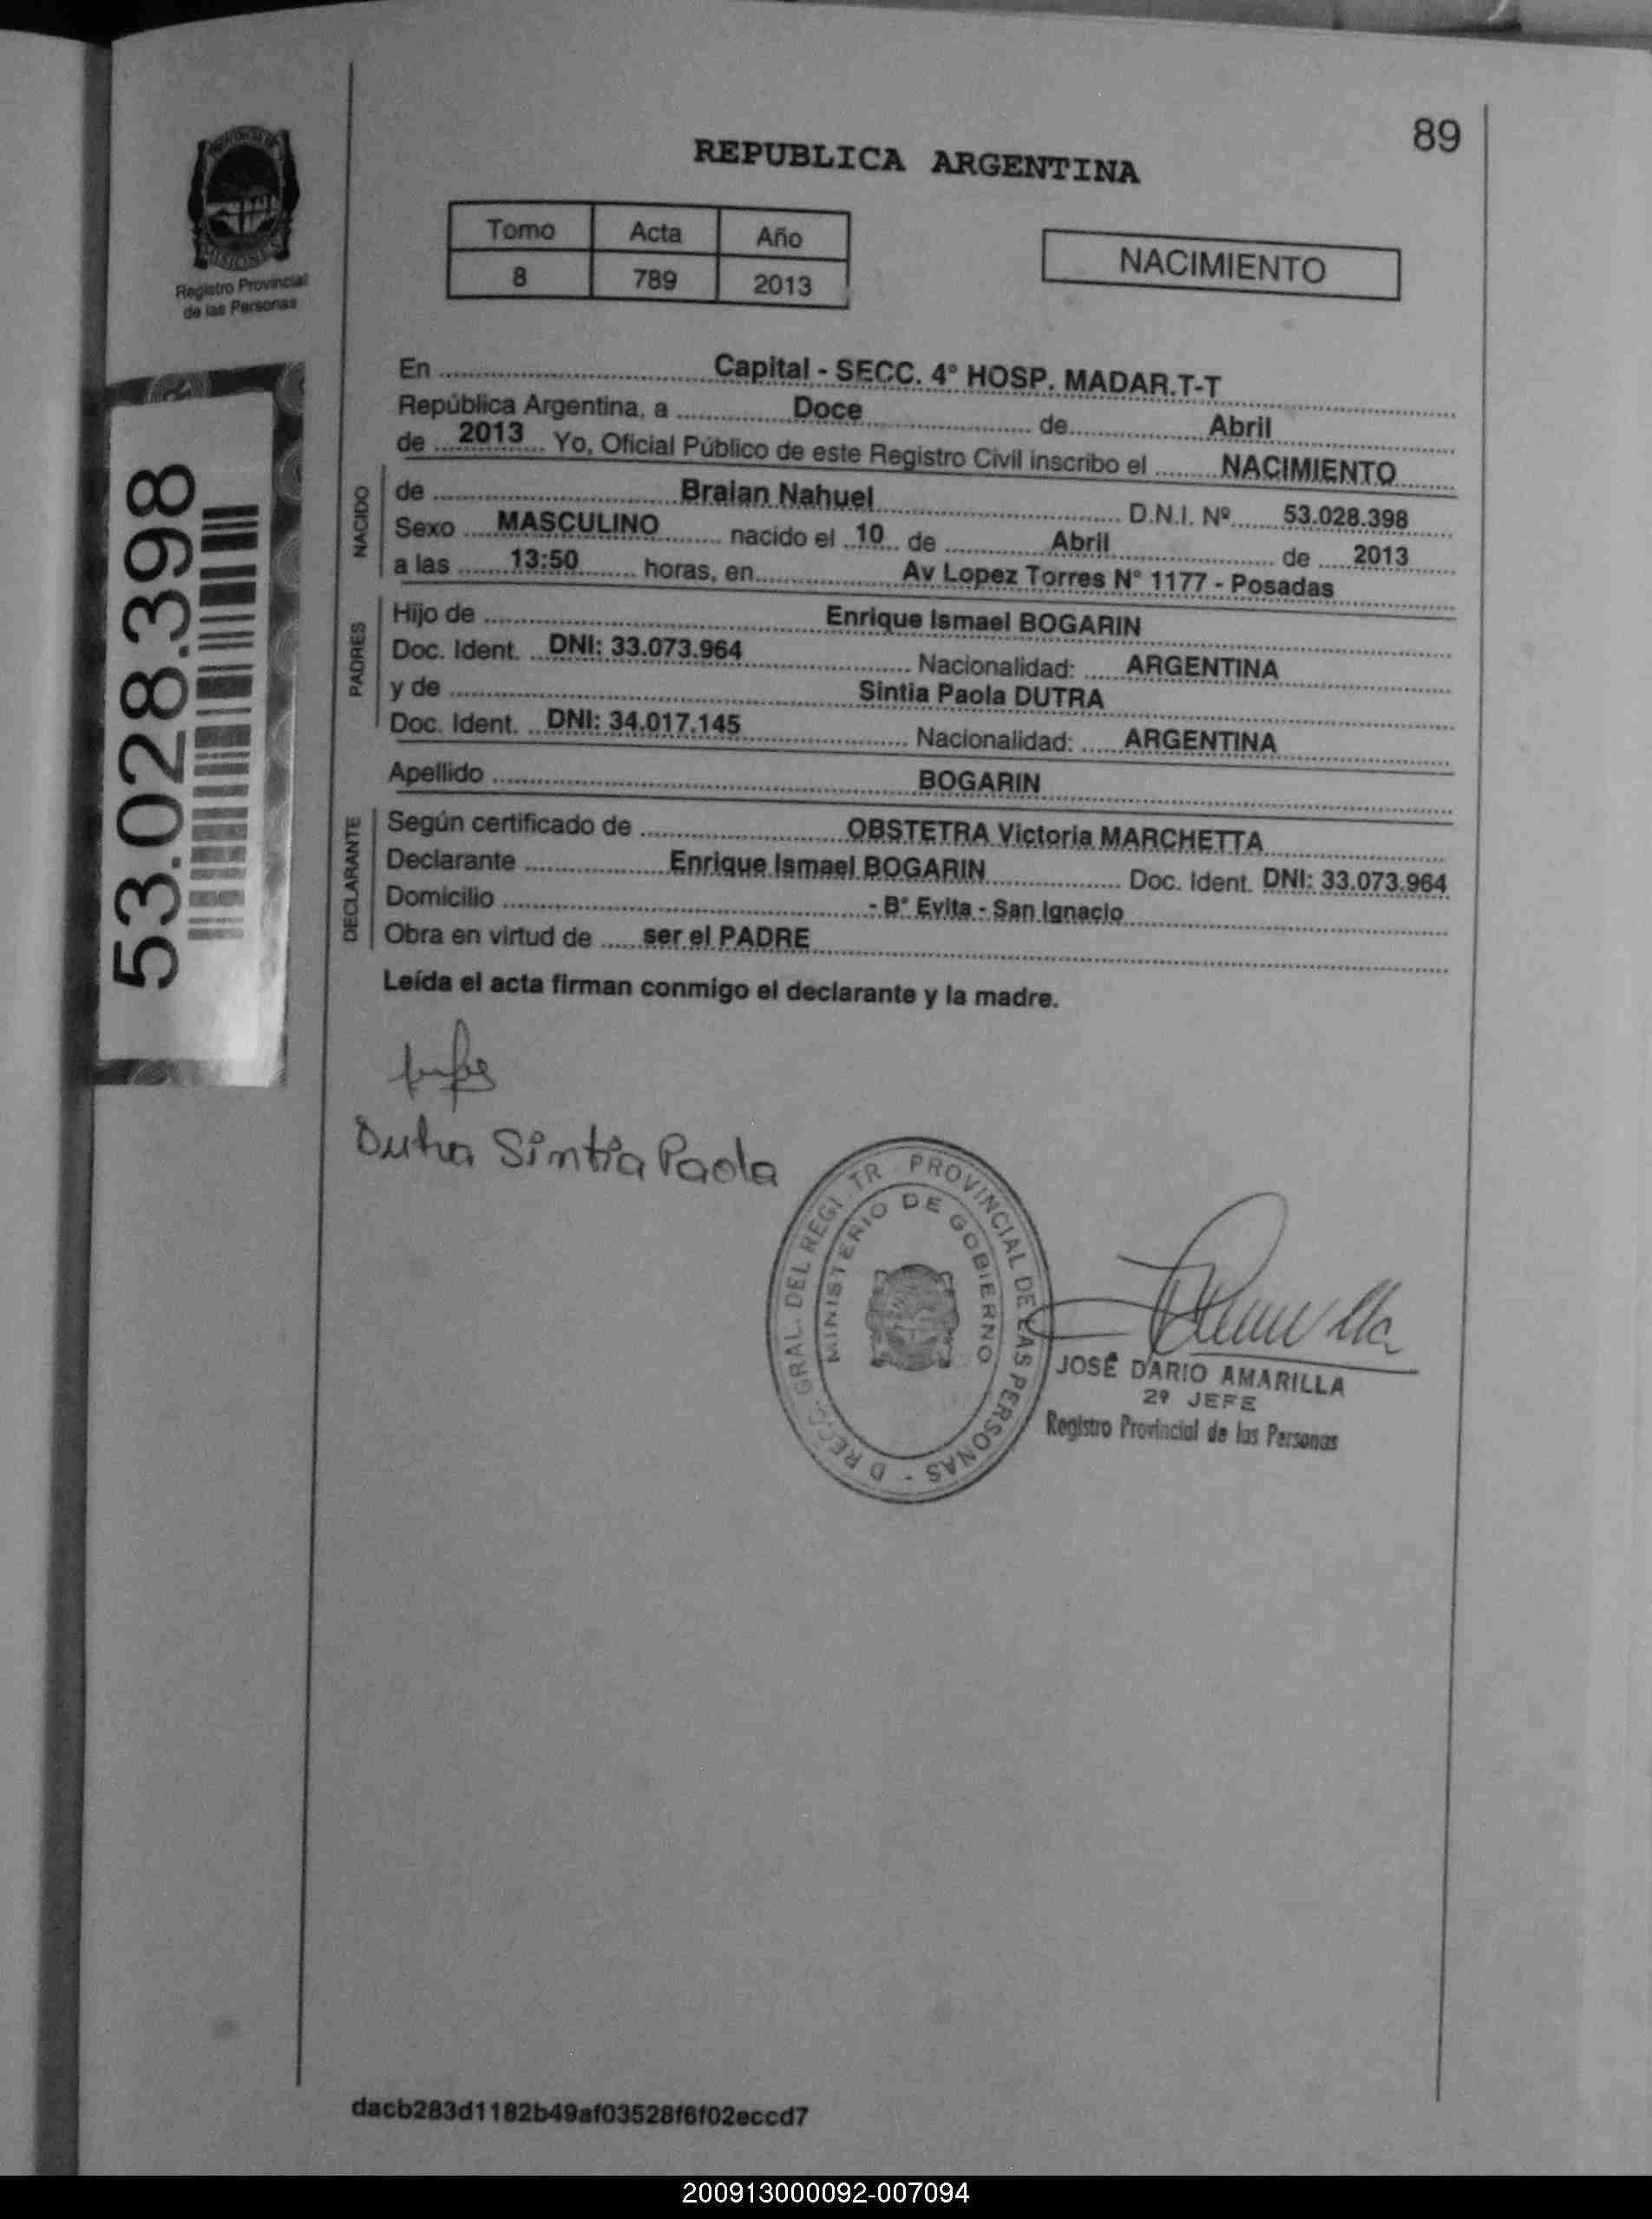 89
REPUBLICA ARGENTINA
PROVINCIA DE
MISIONES
Registro Provincial
de las Personas
Tomo Acta Año
8 789 2013
NACIMIENTO
53.028.398
En Capital - SECC. 4° HOSP. MADAR.T-T
República Argentina, a Doce de Abril
de 2013 Yo, Oficial Público de este Registro Civil inscribo el NACIMIENTO
NACIDO
de Braian Nahuel D.N.I. Nº 53.028.398
Sexo MASCULINO nacido el 10 de Abril de 2013
a las 13:50 horas, en Av Lopez Torres N° 1177 - Posadas
PADRES
Hijo de Enrique Ismael BOGARIN
Doc. Ident. DNI: 33.073.964 Nacionalidad: ARGENTINA
y de Sintia Paola DUTRA
Doc. Ident. DNI: 34.017.145 Nacionalidad: ARGENTINA
Apellido BOGARIN
DECLARANTE
Según certificado de OBSTETRA Victoria MARCHETTA
Declarante Enrique Ismael BOGARIN Doc. Ident. DNI: 33.073.964
Domicilio - B° Evita - San Ignacio
Obra en virtud de ser el PADRE
Leída el acta firman conmigo el declarante y la madre.
Dutra Sintia Paola
GRAL. DEL REGI TR PROVINCIAL DE LAS PERSONAS -
MINISTERIO DE GOBIERNO
JOSÉ DARIO AMARILLA
2º JEFE
Registro Provincial de las Personas
dacb283d1182b49af03528f6f02eccd7
200913000092-007094